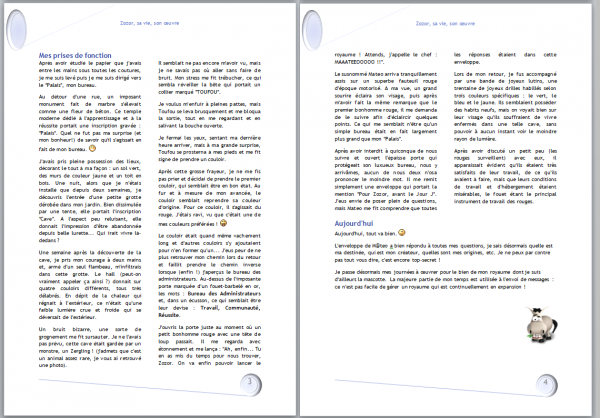 Zozor, sa vie, son œuvre
Mes prises de fonction
Après avoir étudié le papier que j'avais
entre les mains sous toutes les coutures,
je me suis levé puis je me suis dirigé vers
le "Palais", mon bureau.
Au détour d'une rue, un imposant
monument fait de marbre s'élevait
comme une fleur de béton. Ce temple
moderne dédié à l'apprentissage et à la
réussite portait une inscription gravée :
"Palais". Quel ne fut pas ma surprise (et
mon bonheur!) de savoir qu'il s'agissait en
fait de mon bureau.
J'avais pris pleine possession des lieux,
décorant le tout à ma façon : un sol vert,
des murs de couleur jaune et un toit en
bois. Une nuit, alors que je n'étais
installé que depuis deux semaines, je
découvris l'entrée d'une petite grotte
dérobée dans mon jardin. Bien dissimulée
par une tente, elle portait l'inscription
"Cave". A l'aspect peu reluisant, elle
donnait l'impression d'être abandonnée
depuis belle lurette... Qui irait vivre là-
dedans ?
Une semaine après la découverte de la
cave, je pris mon courage à deux mains
et, armé d'un seul flambeau, m'infiltrais
dans cette grotte. Le hall (peut-on
vraiment appeler ça ainsi ?) donnait sur
quatre couloirs différents, tous très
délabrés. En dépit de la chaleur qui
régnait à l'extérieur, ce n'était qu'une
faible lumière crue et froide qui se
déversait de l'extérieur.
Un bruit bizarre, une sorte de
grognement me fit sursauter. Je ne l'avais
pas prévu, cette cave était gardée par un
monstre, un Zergling ! (j'admets que c'est
un animal assez rare, je vous ai retrouvé
une photo).
Il semblait ne pas encore m'avoir vu, mais
je ne savais pas où aller sans faire de
bruit. Mon stress me fit trébucher, ce qui
sembla réveiller la bête qui portait un
collier marqué "TOUFOU".
Je voulus m'enfuir à pleines pattes, mais
Toufou se leva brusquement et me bloqua
la sortie, tout en me regardant et en
salivant la bouche ouverte.
Je fermai les yeux, sentant ma dernière
heure arriver, mais à ma grande surprise,
Toufou se prosterna à mes pieds et me fit
signe de prendre un couloir.
Après cette grosse frayeur, je ne me fis
pas prier et décidai de prendre le premier
couloir, qui semblait être en bon état. Au
fur et à mesure de mon avancée, le
couloir semblait reprendre sa couleur
d'origine. Pour ce couloir, il s'agissait du
rouge. J'étais ravi, vu que c'était une de
mes couleurs préférées !
Le couloir était quand même vachement
long et d'autres couloirs s'y ajoutaient
pour n'en former qu'un... J'eus peur de ne
plus retrouver mon chemin lors du retour
et faillit prendre le chemin inverse
lorsque (enfin !) j'aperçus le bureau des
administrateurs. Au-dessus de l'imposante
porte marquée d'un fouet-barbelé en or,
les mots : Bureau des Administrateurs
et, dans un écusson, ce qui semblait être
leur devise : Travail, Communauté,
Réussite.
J'ouvris la porte juste au moment où un
petit bonhomme rouge avec une tête de
loup passait. Il me regarda avec
étonnement et me lança : "Ah, enfin... Tu
en as mis du temps pour nous trouver,
Zozor. On va enfin pouvoir lancer le
3
Zozor, sa vie, son œuvre
royaume ! Attends, j'appelle le chef :
MAAATEEOOOOO !!!".
Le susnommé Mateo arriva tranquillement
assis sur un superbe fauteuil rouge
d'époque motorisé. A ma vue, un grand
sourire éclaira son visage, puis après
m'avoir fait la même remarque que le
premier bonhomme rouge, il me demanda
de le suivre afin d'éclaircir quelques
points. Ce qui me semblait n'être qu'un
simple bureau était en fait largement
plus grand que mon "Palais".
Après avoir interdit à quiconque de nous
suivre et ouvert l'épaisse porte qui
protégeait son luxueux bureau, nous y
arrivâmes, aucun de nous deux n'osa
prononcer le moindre mot. Il me remit
simplement une enveloppe qui portait la
mention "Pour Zozor, avant le Jour J".
J'eus envie de poser plein de questions,
mais Mateo me fit comprendre que toutes
les réponses étaient dans cette
enveloppe.
Lors de mon retour, je fus accompagné
par une bande de joyeux lutins, une
trentaine de joyeux drilles habillés selon
trois couleurs spécifiques : le vert, le
bleu et le jaune. Ils semblaient posséder
des habits neufs, mais on voyait bien sur
leur visage qu'ils souffraient de vivre
enfermés dans une telle cave, sans
pouvoir à aucun instant voir le moindre
rayon de lumière.
Après avoir discuté un petit peu (les
rouges surveillent) avec eux, il
apparaissait évident qu'ils étaient très
satisfaits de leur travail, de ce qu'ils
avaient à faire, mais que leurs conditions
de travail et d'hébergement étaient
misérables, le fouet étant le principal
instrument de travail des rouges.
Aujourd'hui
Aujourd'hui, tout va bien.
L'enveloppe de M@teo a bien répondu à toutes mes questions, je sais désormais quelle est
ma destinée, qui est mon créateur, quelles sont mes origines, etc. Je ne peux par contre
pas tout vous dire, c'est encore top-secret !
Je passe désormais mes journées à œuvrer pour le bien de mon royaume dont je suis
d'ailleurs la mascotte. La majeure partie de mon temps est utilisée à l'envoi de messages :
ce n'est pas facile de gérer un royaume qui est continuellement en expansion !
4